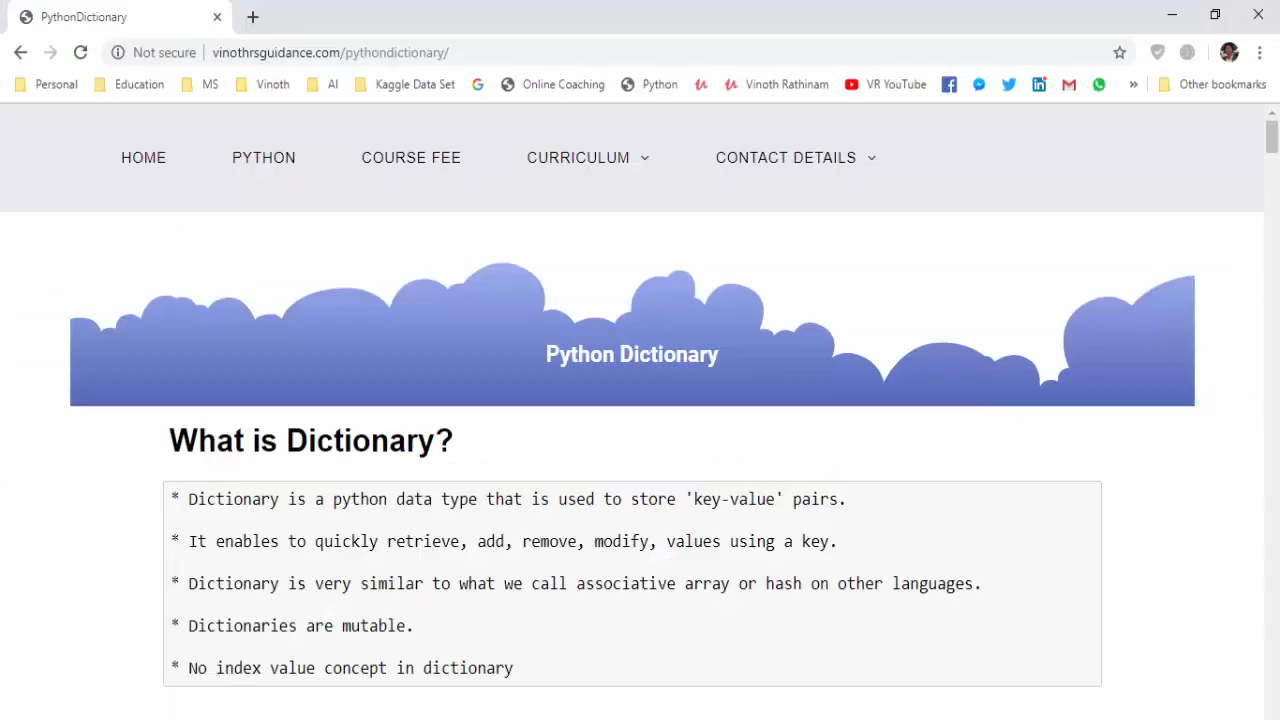 PythonDictionary
Not secure | vinothrsguidance.com/pythondictionary/
Personal Education MS Vinoth AI Kaggle Data Set Online Coaching Python Vinoth Rathinam VR YouTube » Other bookmarks
HOME PYTHON COURSE FEE CURRICULUM CONTACT DETAILS
Python Dictionary
What is Dictionary?
* Dictionary is a python data type that is used to store 'key-value' pairs.
* It enables to quickly retrieve, add, remove, modify, values using a key.
* Dictionary is very similar to what we call associative array or hash on other languages.
* Dictionaries are mutable.
* No index value concept in dictionary